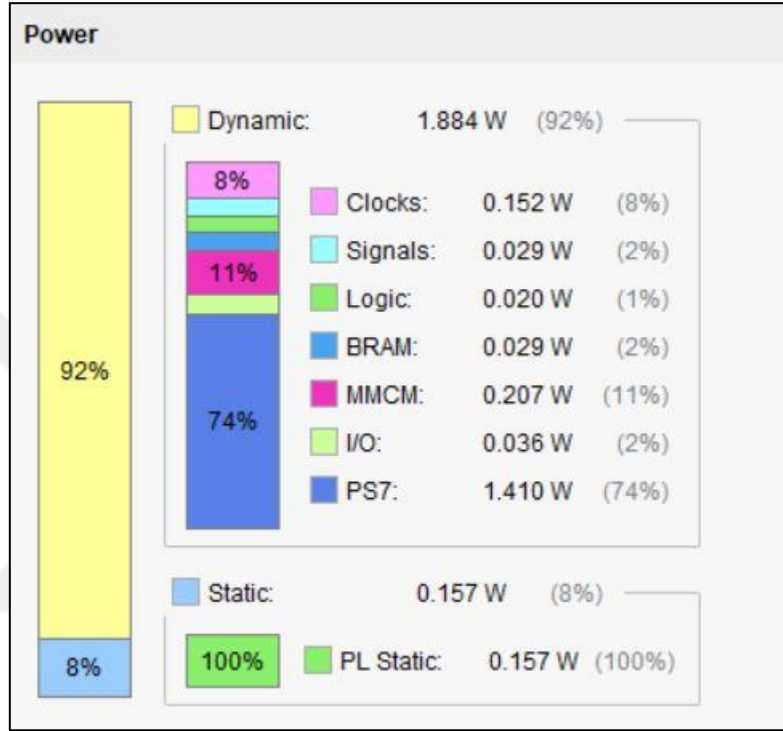 Power
Dynamic: 1.884 W (92%)
8%
Clocks: 0.152 W (8%)
Signals: 0.029 W (2%)
Logic: 0.020 W (1%)
BRAM: 0.029 W (2%)
11%
MMCM: 0.207 W (11%)
I/O: 0.036 W (2%)
74%
PS7: 1.410 W (74%)
92%
Static: 0.157 W (8%)
100%
PL Static: 0.157 W (100%)
8%